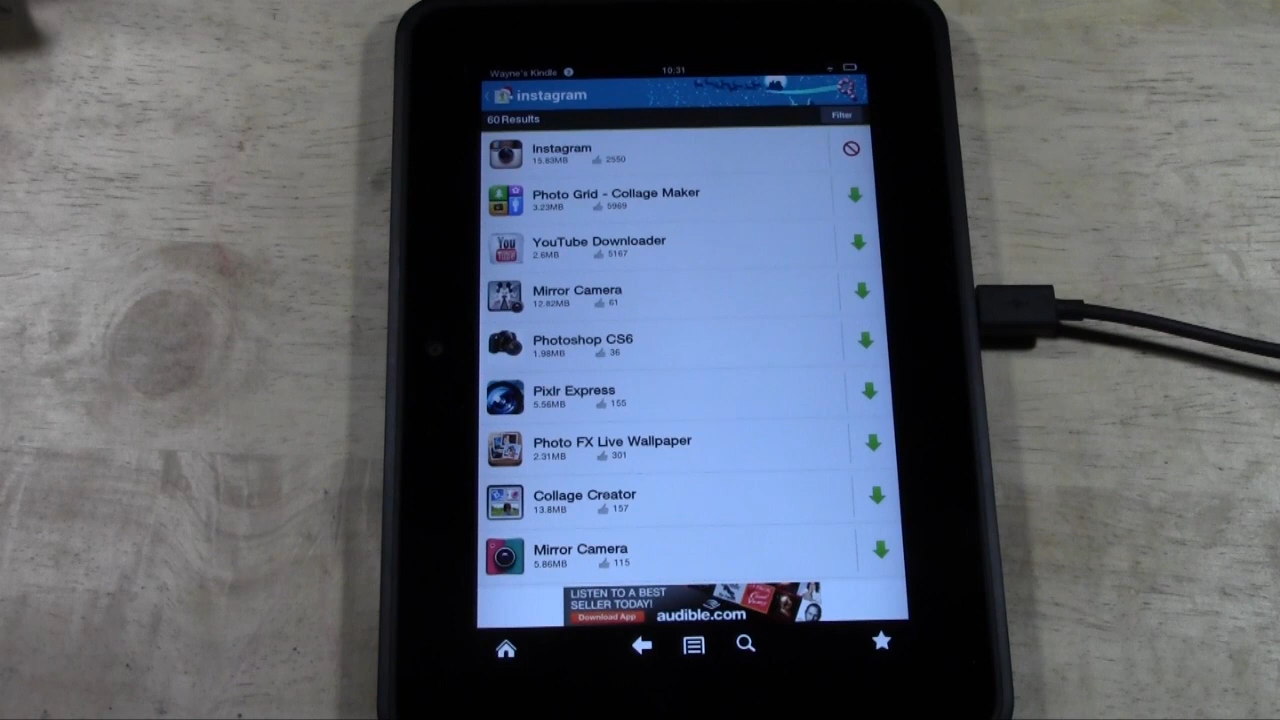 Wayne's Kindle 10:31
instagram
60 Results Filter
Instagram
15.83MB 2550
Photo Grid - Collage Maker
3.23MB 5969
You
Tube
YouTube Downloader
2.6MB 5167
Mirror Camera
12.82MB 61
Photoshop CS6
1.98MB 36
Pixlr Express
5.56MB 155
Photo FX Live Wallpaper
2.31MB 301
Collage Creator
13.8MB 157
Mirror Camera
5.86MB 115
LISTEN TO A BEST
SELLER TODAY!
Download App audible.com